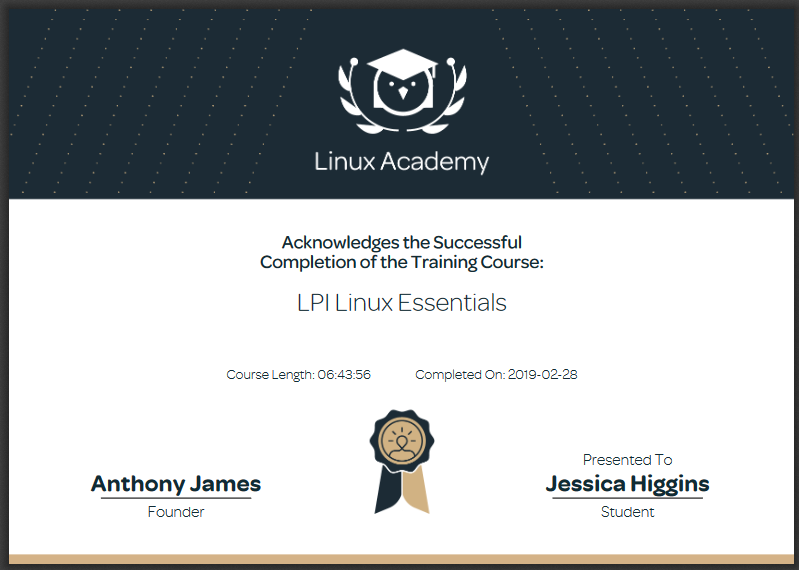 Linux Academy
Acknowledges the Successful
Completion of the Training Course:
LPI Linux Essentials
Course Length: 06:43:56 Completed On: 2019-02-28
Presented To
Anthony James Jessica Higgins
Founder Student